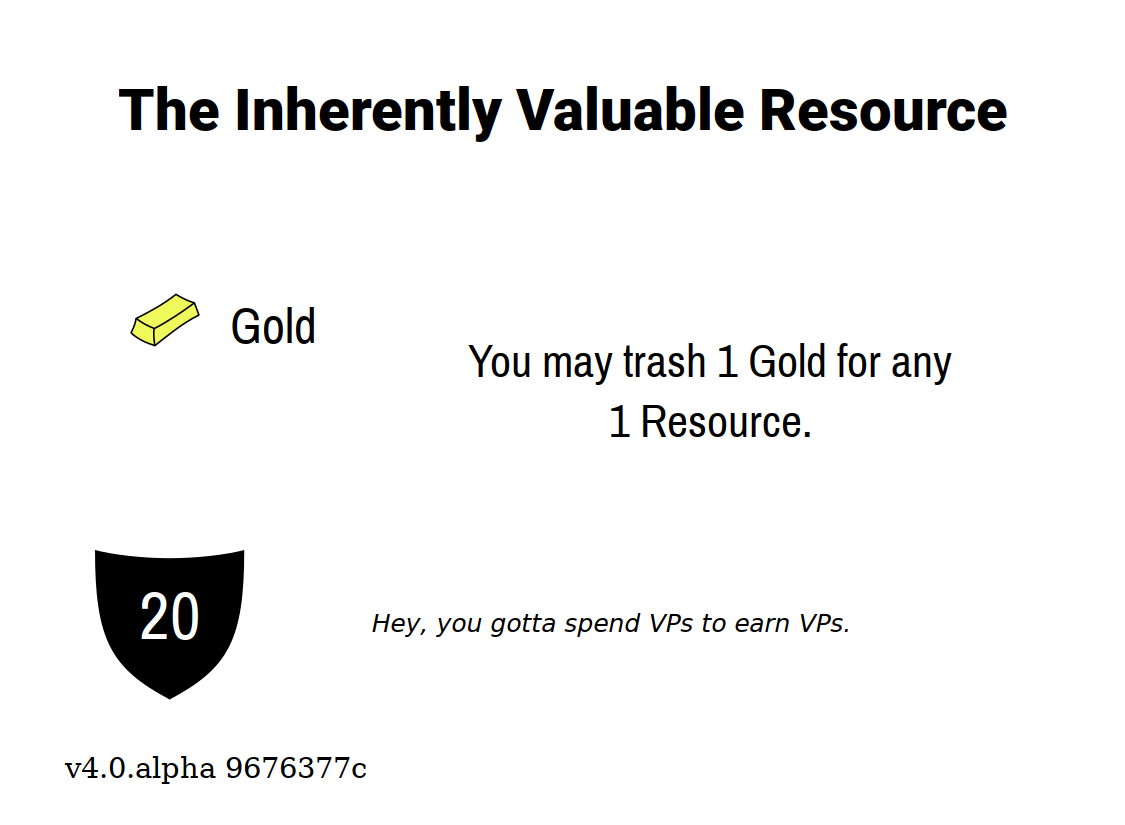 The Inherently Valuable Resource
Gold
You may trash 1 Gold for any
1 Resource.
20
Hey, you gotta spend VPs to earn VPs.
v4.0.alpha 9676377c